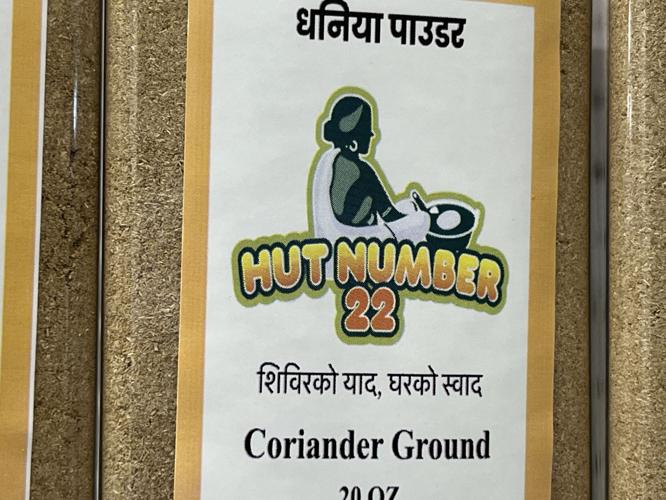 धनिया पाउडर
HUT NUMBER
22
शिविरको याद, घरको स्वाद
Coriander Ground
20 OZ